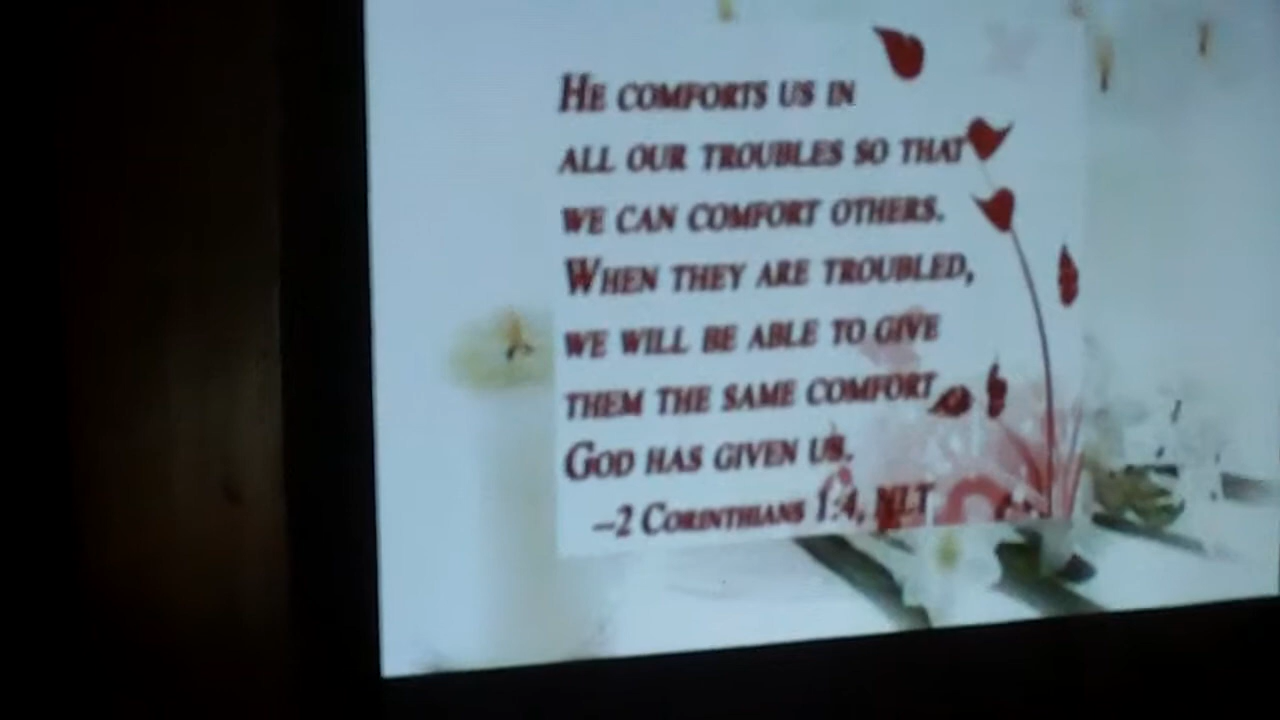 He comforts us in
all our troubles so that
we can comfort others.
When they are troubled,
we will be able to give
them the same comfort
God has given us.
–2 Corinthians 1:4, NLT